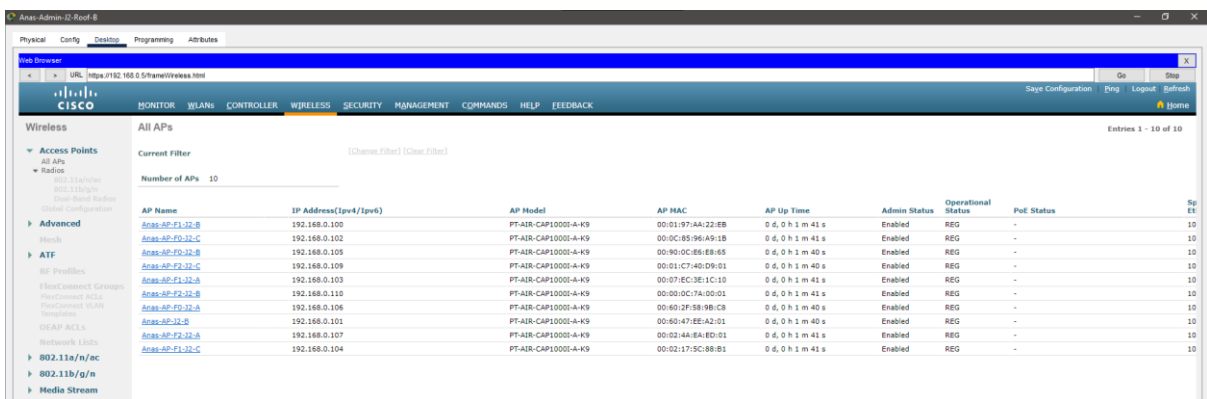 Anas-Admin-J2-Roof-B
Physical Config Desktop Programming Attributes
Web Browser X
< > URL https://192.168.0.5/frameWireless.html Go Stop
Save Configuration Ping Logout Refresh
CISCO MONITOR WLANs CONTROLLER WIRELESS SECURITY MANAGEMENT COMMANDS HELP FEEDBACK Home
Wireless
Access Points
All APs
Radios
802.11a/n/ac
802.11b/g/n
Dual-Band Radios
Global Configuration
Advanced
Mesh
ATF
RF Profiles
FlexConnect Groups
FlexConnect ACLs
FlexConnect VLAN
Templates
OEAP ACLs
Network Lists
802.11a/n/ac
802.11b/g/n
Media Stream
All APs Entries 1 - 10 of 10
Current Filter [Change Filter] [Clear Filter]
Number of APs 10
AP Name IP Address(Ipv4/Ipv6) AP Model AP MAC AP Up Time Admin Status Operational Status PoE Status Sp Et
Anas-AP-F1-J2-B 192.168.0.100 PT-AIR-CAP1000I-A-K9 00:01:97:AA:22:EB 0 d, 0 h 1 m 41 s Enabled REG - 10
Anas-AP-F0-J2-C 192.168.0.102 PT-AIR-CAP1000I-A-K9 00:0C:85:96:A9:1B 0 d, 0 h 1 m 41 s Enabled REG - 10
Anas-AP-F0-J2-B 192.168.0.105 PT-AIR-CAP1000I-A-K9 00:90:0C:E6:E8:65 0 d, 0 h 1 m 40 s Enabled REG - 10
Anas-AP-F2-J2-C 192.168.0.109 PT-AIR-CAP1000I-A-K9 00:01:C7:40:D9:01 0 d, 0 h 1 m 40 s Enabled REG - 10
Anas-AP-F1-J2-A 192.168.0.103 PT-AIR-CAP1000I-A-K9 00:07:EC:3E:1C:10 0 d, 0 h 1 m 41 s Enabled REG - 10
Anas-AP-F2-J2-B 192.168.0.110 PT-AIR-CAP1000I-A-K9 00:00:0C:7A:00:01 0 d, 0 h 1 m 40 s Enabled REG - 10
Anas-AP-F0-J2-A 192.168.0.106 PT-AIR-CAP1000I-A-K9 00:60:2F:58:9B:C8 0 d, 0 h 1 m 40 s Enabled REG - 10
Anas-AP-J2-B 192.168.0.101 PT-AIR-CAP1000I-A-K9 00:60:47:EE:A2:01 0 d, 0 h 1 m 40 s Enabled REG - 10
Anas-AP-F2-J2-A 192.168.0.107 PT-AIR-CAP1000I-A-K9 00:02:4A:EA:ED:01 0 d, 0 h 1 m 41 s Enabled REG - 10
Anas-AP-F1-J2-C 192.168.0.104 PT-AIR-CAP1000I-A-K9 00:02:17:5C:88:B1 0 d, 0 h 1 m 41 s Enabled REG - 10